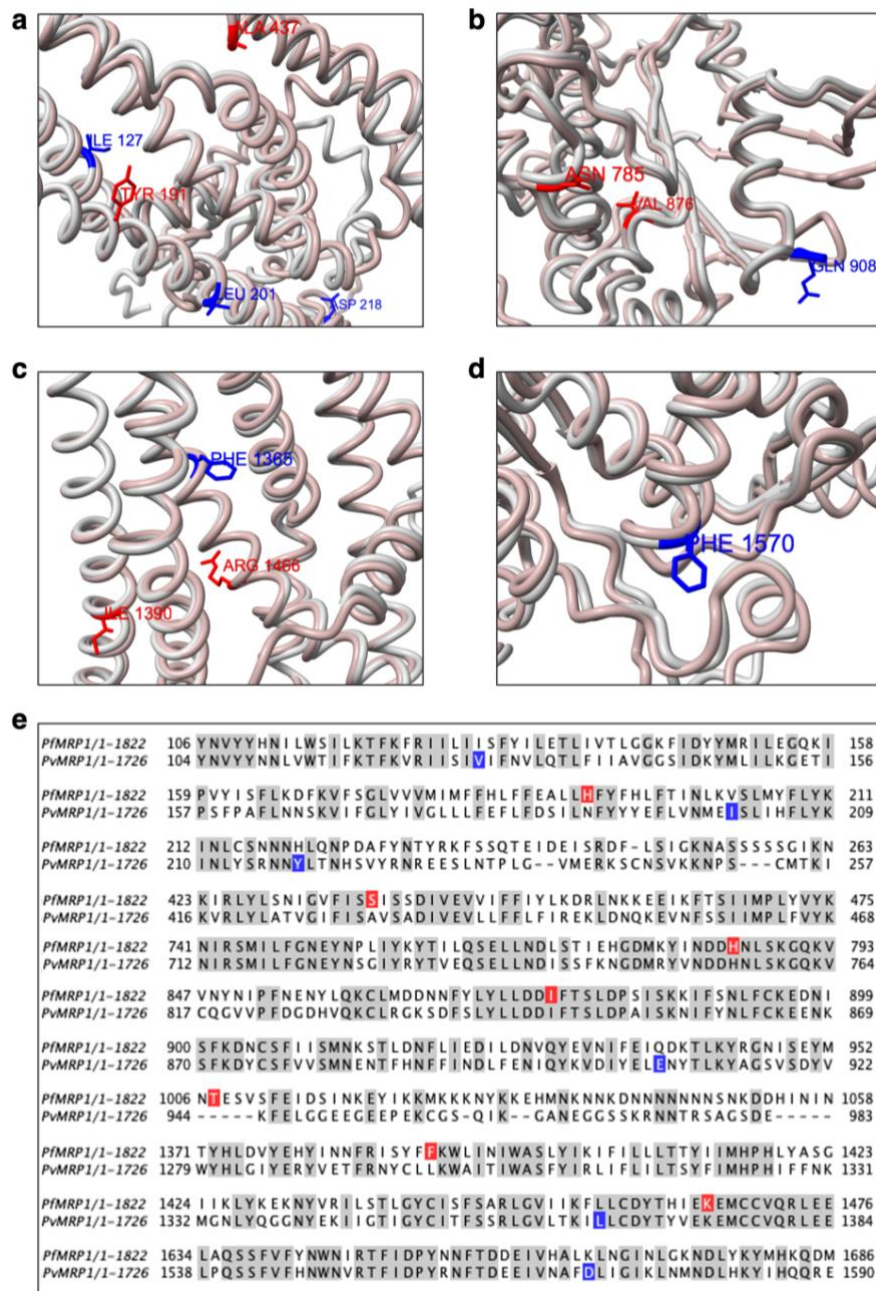 a
ALA 437
ILE 127
TYR 191
LEU 201
ASP 218
b
ASN 785
VAL 876
GLN 908
c
PHE 1365
ARG 1466
ILE 1390
d
PHE 1570
e
PfMRP1/1-1822 106 YNVYYHNILWSILKTFKFRIILIISFYILETLIVTLGGKFIDYYMRILEGQKI 158
PvMRP1/1-1726 104 YNVYYNNLVWTIFKTFKVRIISIVIFNVLQTLFIIAVGGSIDYYMLILKGETI 156
PfMRP1/1-1822 159 PVYISFLKDFKVFSGLVVVMIMFFHLFFEALLHFYFHLFTINLKVSLMYFLYK 211
PvMRP1/1-1726 157 PSFPAFLNNSKVIFGLYIVGLLLFEFLFDSILNFYYYEFLVNMEISLIHFLYK 209
PfMRP1/1-1822 212 INLCSNNNHLQNPDAFYNTYRKFSSQTEIDEISRDF-LSIGKNASSSSSGIKN 263
PvMRP1/1-1726 210 INLYSRNNYLTNHSVYRNREESLNTPLG--VMERKSCNSVKKNPS---CMTKI 257
PfMRP1/1-1822 423 KIRLYLSNIGVFISSSISSDIVEVVIFFIYLKDRLNKKEEIKFTSIIMPLYVYK 475
PvMRP1/1-1726 416 KVRLYLATVGIFISAVSADIVEVLLFFLFIREKLDNQKEVNFSSIIMPLFVYK 468
PfMRP1/1-1822 741 NIRSMILFGNEYNPLIYKYTILQSELLNDLSTIEHGDMKYINDDHNLSKGQKV 793
PvMRP1/1-1726 712 NIRSMILFGNEYNSGIYRYTVEQSELLNDISSFKNGDMRYVNDDHNLSKGQKV 764
PfMRP1/1-1822 847 VNYNIPFNENYLQKCLMDDNNFYLYLLDDIFTSLDPSISKKIFSNLFCKEDNI 899
PvMRP1/1-1726 817 CQGVVPFDGDHVQKCLRGKSDFSLYLLDDIFTSLDPAISKNIFYNLFCKEENK 869
PfMRP1/1-1822 900 SFKDNCSFIISMNKSTLDNFLIEDILDNVQYEVNIFEIQDKTLKYRGNISEYM 952
PvMRP1/1-1726 870 SFKDYCSFVVSMNENTFHNFFINDLFENIQYKVDIYELENYTLKYAGSVSDYV 922
PfMRP1/1-1822 1006 NTESVSFEIDSINKEYIKKMKKKNYKKEHMNKNNKDNNNNNNNSNKDDHININ 1058
PvMRP1/1-1726 944 -----KFELGGEEGEEPEKCGS-QIK--GANEGGSSKRNNTRSAGSDE----- 983
PfMRP1/1-1822 1371 TYHLDVYEHYINNFRISYFFKWLINIWASLYIKIFILLLTTYIIMHPHLYASG 1423
PvMRP1/1-1726 1279 WYHLGIYERYVETFRNYCLLKWAITIWASFYIRLIFLILTSYFIMHPHIFFNK 1331
PfMRP1/1-1822 1424 IIKLYKEKNYVRILSTLGYCISFSARLGVIIKFLLCDYTHIEKEMCCVQRLEE 1476
PvMRP1/1-1726 1332 MGNLYQGGNYEKIIGTIGYCITFSSRLGVLTKILLCDYTYVEKEMCCVQRLEE 1384
PfMRP1/1-1822 1634 LAQSSFVFYNWNIRTFIDPYNNFTDDEIVHALKLNGINLGKNDLYKYMHKQDM 1686
PvMRP1/1-1726 1538 LPQSSFVFHNWNVRTFIDPYRNFTDEEIVNAFDLIGIKLNMNDLHKYIHQQRE 1590